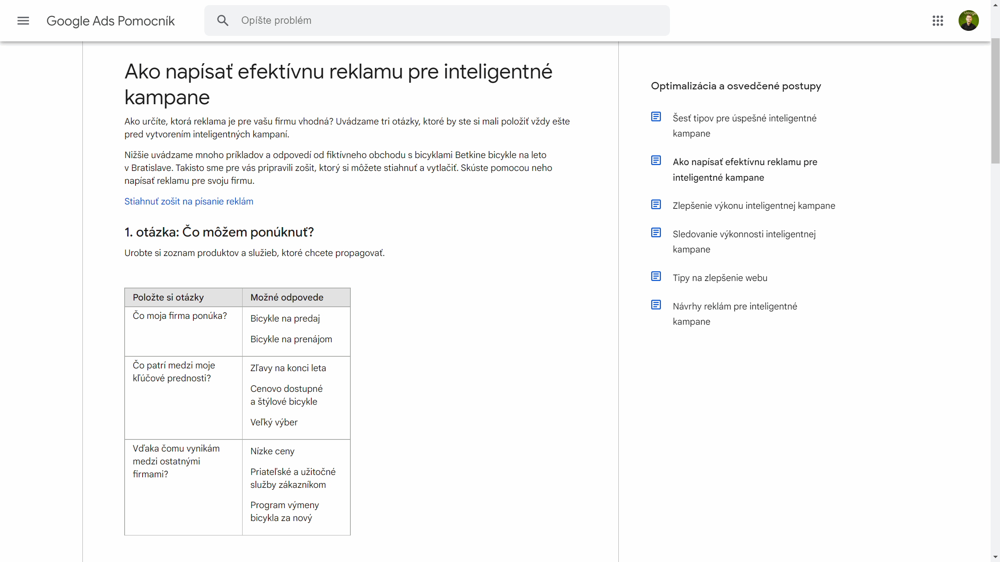 Google Ads Pomocník
Opíšte problém
Ako napísať efektívnu reklamu pre inteligentné
kampane
Ako určíte, ktorá reklama je pre vašu firmu vhodná? Uvádzame tri otázky, ktoré by ste si mali položiť vždy ešte
pred vytvorením inteligentných kampaní.
Nižšie uvádzame mnoho príkladov a odpovedí od fiktívneho obchodu s bicyklami Betkine bicykle na leto
v Bratislave. Takisto sme pre vás pripravili zošit, ktorý si môžete stiahnuť a vytlačiť. Skúste pomocou neho
napísať reklamu pre svoju firmu.
Stiahnuť zošit na písanie reklám
1. otázka: Čo môžem ponúknuť?
Urobte si zoznam produktov a služieb, ktoré chcete propagovať.
Položte si otázky
Možné odpovede
Čo moja firma ponúka?
Bicykle na predaj
Bicykle na prenájom
Čo patrí medzi moje
kľúčové prednosti?
Zľavy na konci leta
Cenovo dostupné
a štýlové bicykle
Veľký výber
Vďaka čomu vynikám
medzi ostatnými
firmami?
Nízke ceny
Priateľské a užitočné
služby zákazníkom
Program výmeny
bicykla za nový
Optimalizácia a osvedčené postupy
Šesť tipov pre úspešné inteligentné
kampane
Ako napísať efektívnu reklamu pre
inteligentné kampane
Zlepšenie výkonu inteligentnej kampane
Sledovanie výkonnosti inteligentnej
kampane
Tipy na zlepšenie webu
Návrhy reklám pre inteligentné
kampane